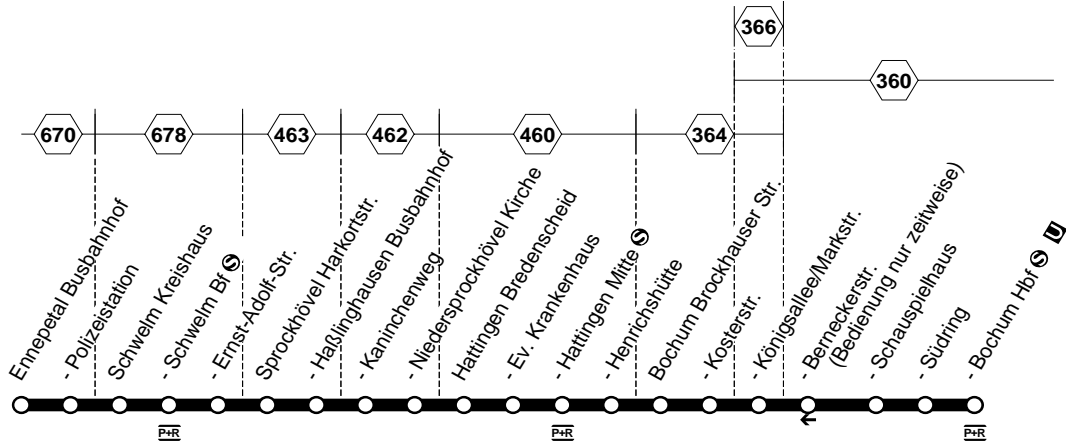 366
360
670
678
463
462
460
364
Ennepetal Busbahnhof
- Polizeistation
Schwelm Kreishaus
- Schwelm Bf S
- Ernst-Adolf-Str.
Sprockhövel Harkortstr.
- Haßlinghausen Busbahnhof
- Kaninchenweg
- Niedersprockhövel Kirche
Hattingen Bredenscheid
- Ev. Krankenhaus
- Hattingen Mitte S
- Henrichshütte
Bochum Brockhauser Str.
- Kosterstr.
- Königsallee/Markstr.
- Berneckerstr.
(Bedienung nur zeitweise)
- Schauspielhaus
- Südring
- Bochum Hbf S U
P+R
P+R
P+R